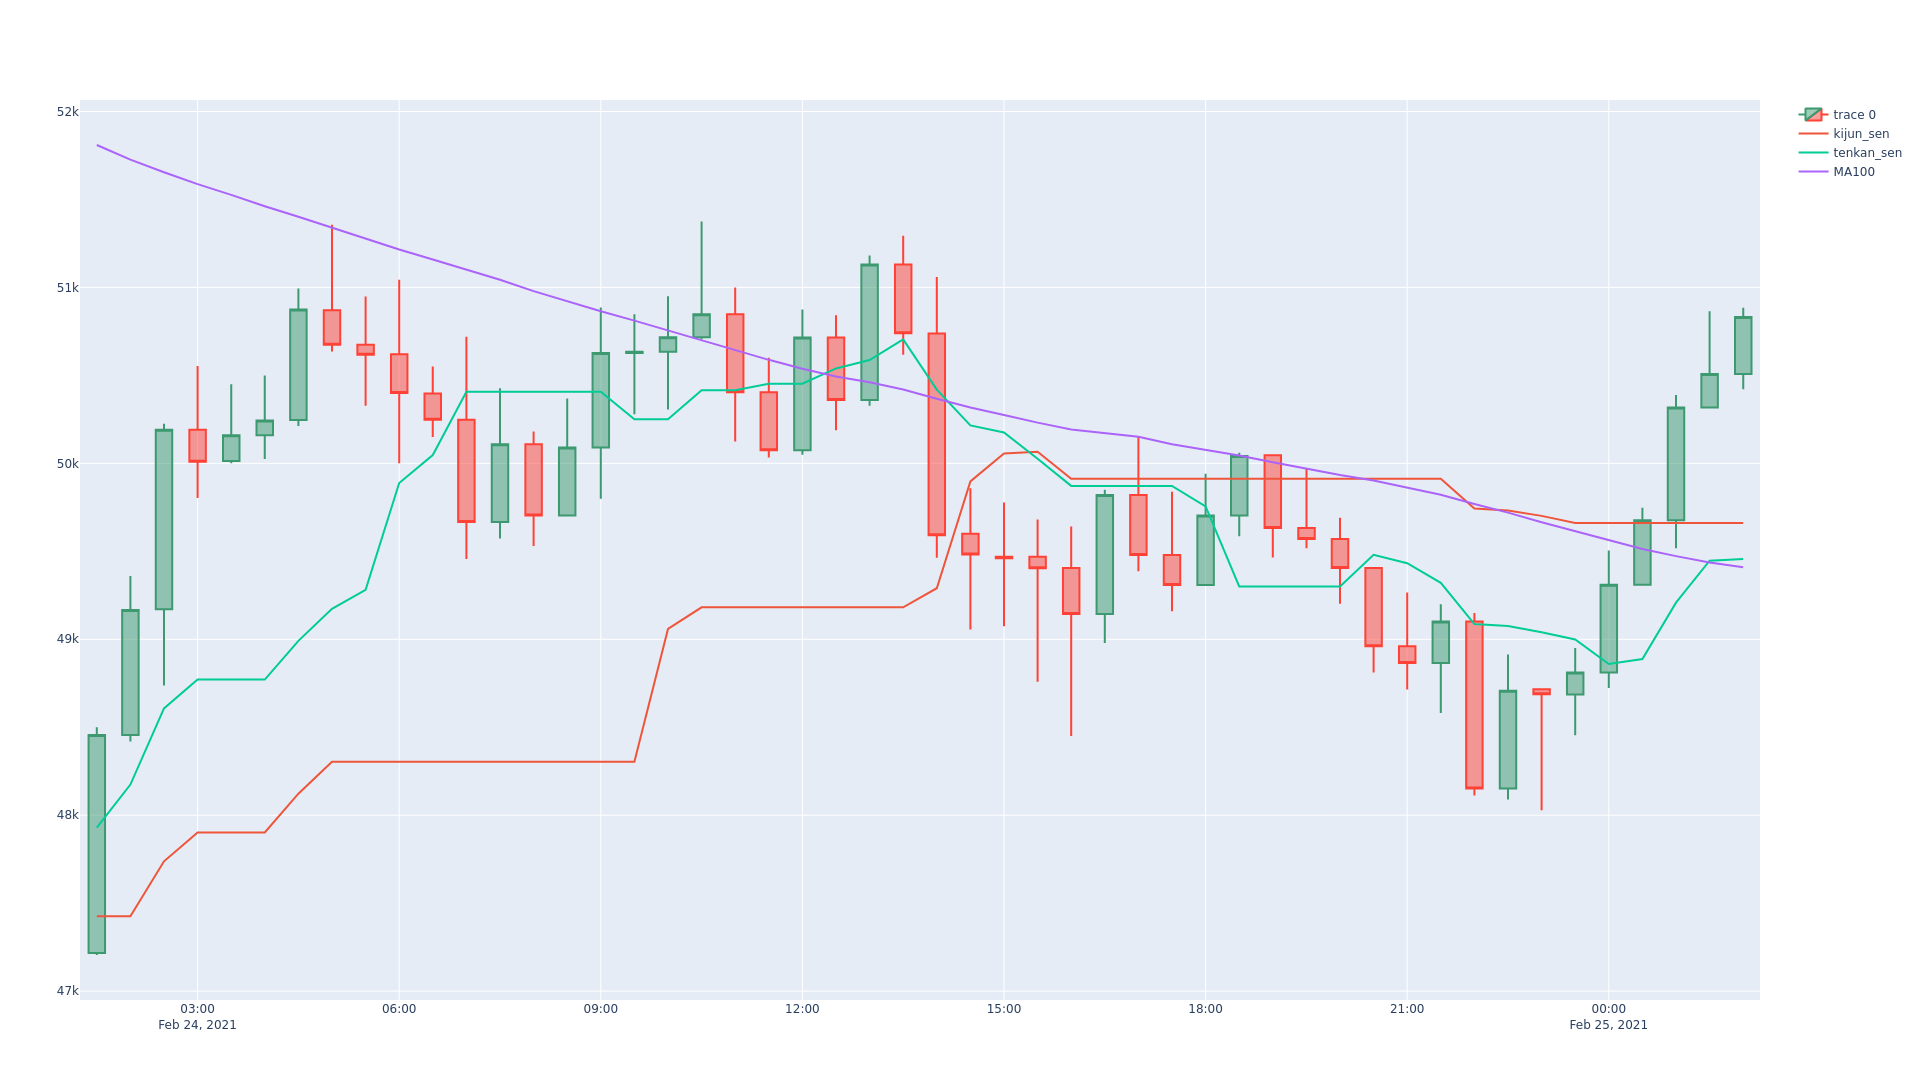 52k
51k
50k
49k
48k
47k
03:00
Feb 24, 2021
06:00
09:00
12:00
15:00
18:00
21:00
00:00
Feb 25, 2021
trace 0
kijun_sen
tenkan_sen
MA100